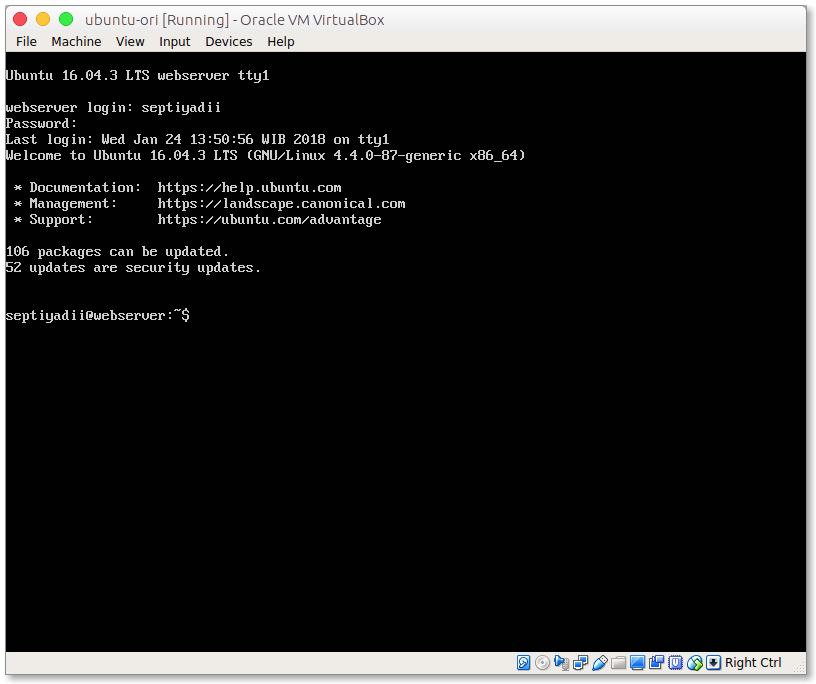 ubuntu-ori [Running] - Oracle VM VirtualBox
File Machine View Input Devices Help
Ubuntu 16.04.3 LTS webserver tty1
webserver login: septiyadii
Password:
Last login: Wed Jan 24 13:50:56 WIB 2018 on tty1
Welcome to Ubuntu 16.04.3 LTS (GNU/Linux 4.4.0-87-generic x86_64)
* Documentation:  https://help.ubuntu.com
* Management:     https://landscape.canonical.com
* Support:        https://ubuntu.com/advantage
106 packages can be updated.
52 updates are security updates.
septiyadii@webserver:~$
Right Ctrl